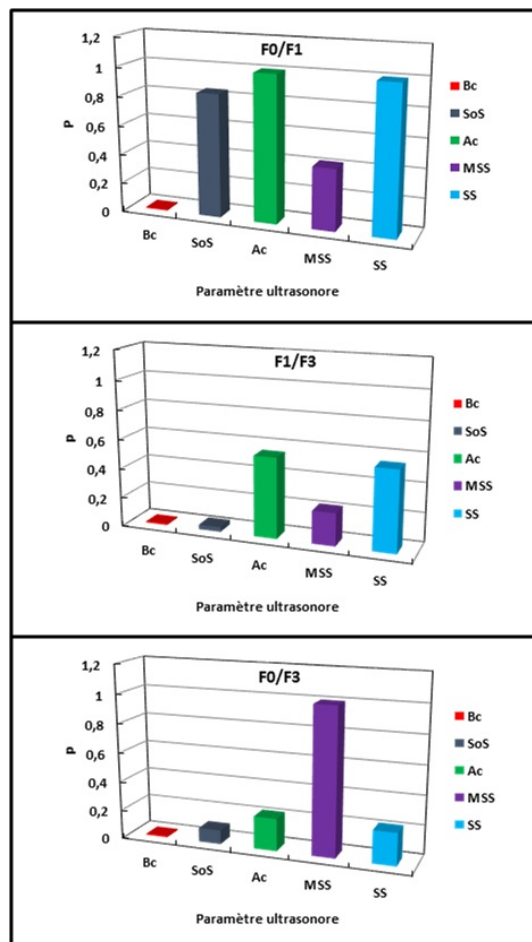 F0/F1
1,2
1
0,8
0,6
0,4
0,2
0
P
Bc
SoS
Ac
MSS
SS
Paramètre ultrasonore
Bc
SoS
Ac
MSS
SS
F1/F3
1,2
1
0,8
0,6
0,4
0,2
0
P
Bc
SoS
Ac
MSS
SS
Paramètre ultrasonore
Bc
SoS
Ac
MSS
SS
F0/F3
1,2
1
0,8
0,6
0,4
0,2
0
P
Bc
SoS
Ac
MSS
SS
Paramètre ultrasonore
Bc
SoS
Ac
MSS
SS